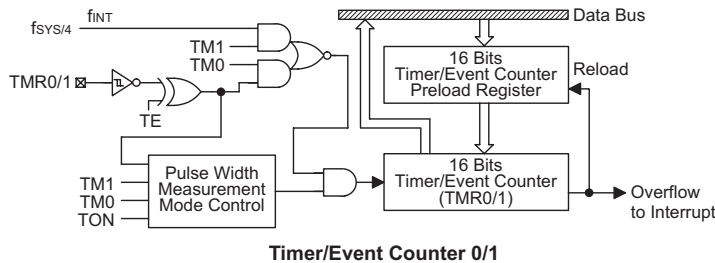 fINT
fSYS/4
TM1
TM0
TMR0/1
TE
Data Bus
16 Bits
Timer/Event Counter
Preload Register
Reload
TM1
TM0
TON
Pulse Width
Measurement
Mode Control
16 Bits
Timer/Event Counter
(TMR0/1)
Overflow
to Interrupt
Timer/Event Counter 0/1